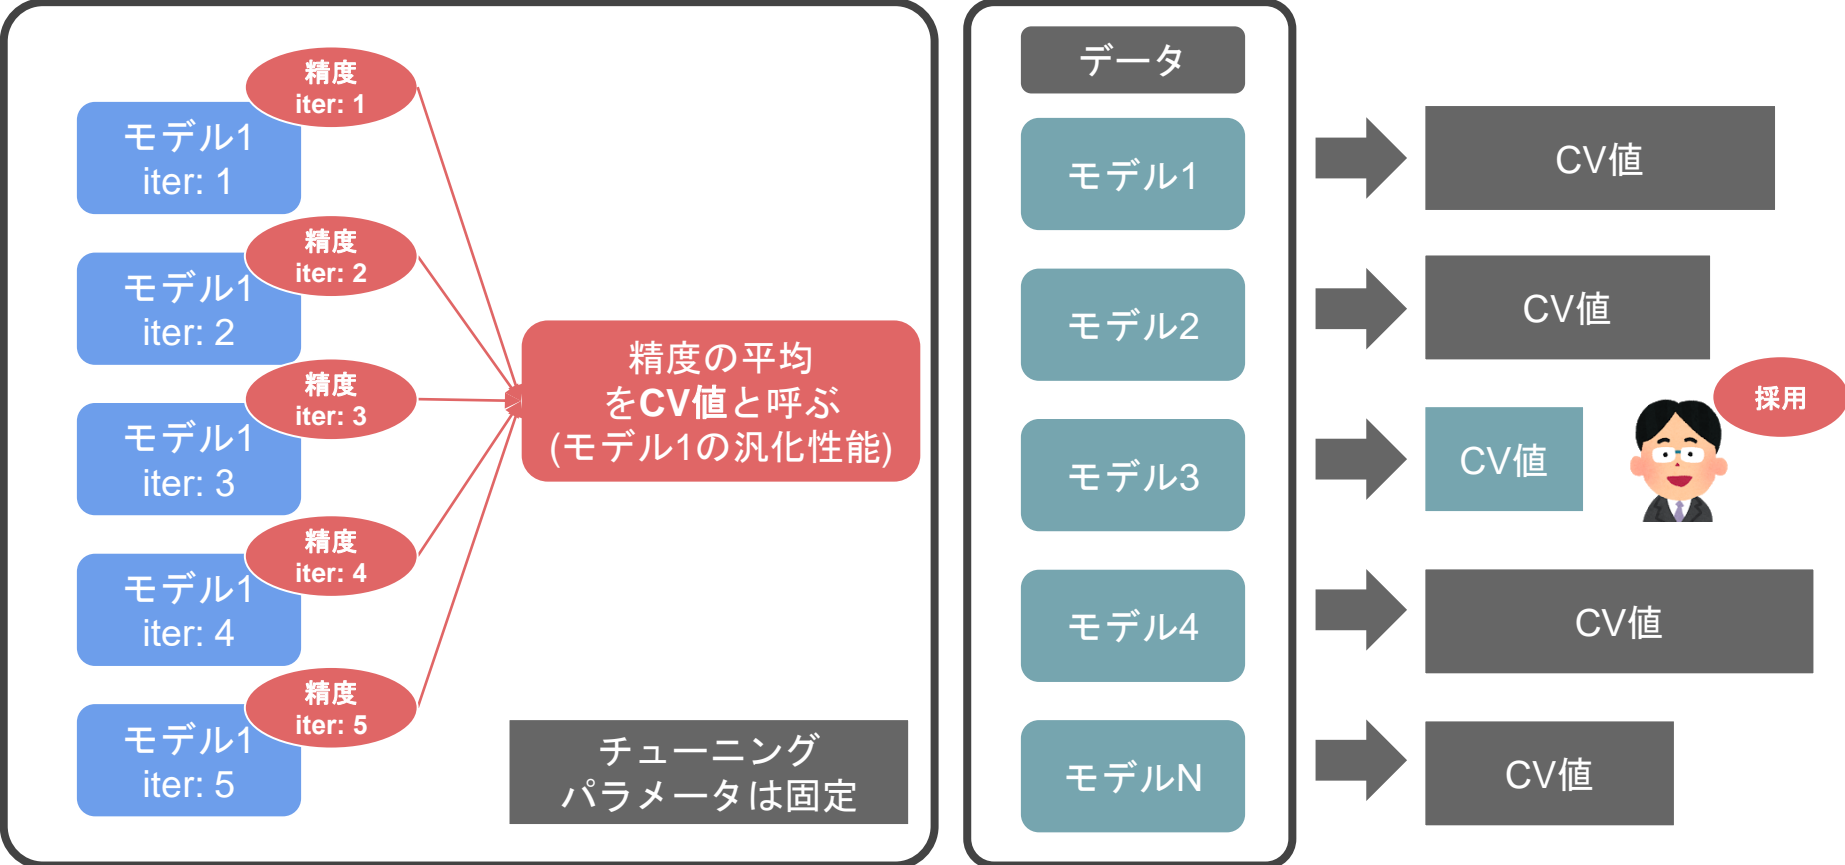 精度
iter: 1
モデル1
iter: 1
精度
iter: 2
モデル1
iter: 2
精度
iter: 3
モデル1
iter: 3
精度
iter: 4
モデル1
iter: 4
精度
iter: 5
モデル1
iter: 5
精度の平均
をCV値と呼ぶ
(モデル1の汎化性能)
チューニング
パラメータは固定
データ
モデル1
モデル2
モデル3
モデル4
モデルN
CV値
CV値
CV値
採用
CV値
CV値